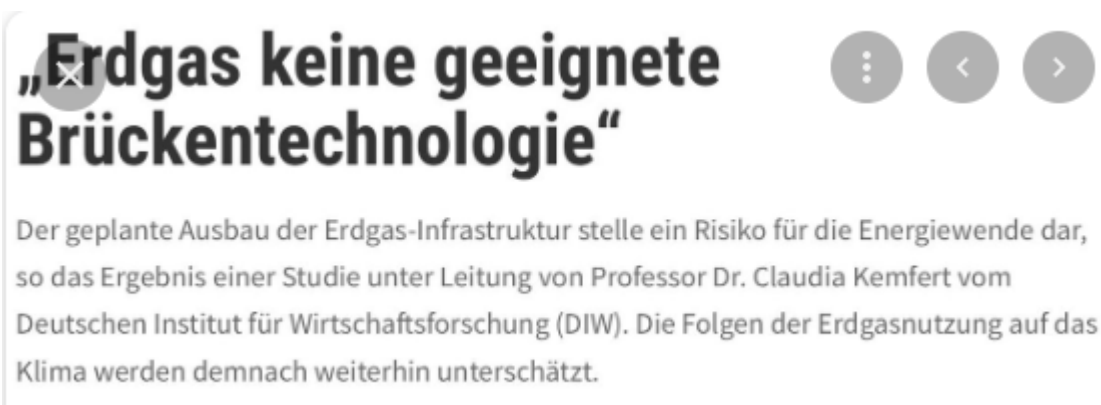 „Erdgas keine geeignete
Brückentechnologie“
Der geplante Ausbau der Erdgas-Infrastruktur stelle ein Risiko für die Energiewende dar,
so das Ergebnis einer Studie unter Leitung von Professor Dr. Claudia Kemfert vom
Deutschen Institut für Wirtschaftsforschung (DIW). Die Folgen der Erdgasnutzung auf das
Klima werden demnach weiterhin unterschätzt.